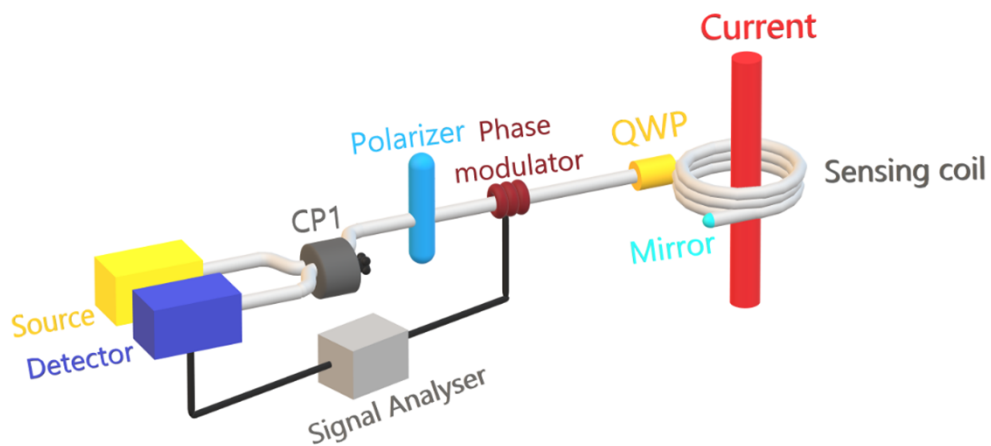 Current
QWP
Polarizer
Phase
modulator
Sensing coil
CP1
Mirror
Source
Detector
Signal Analyser